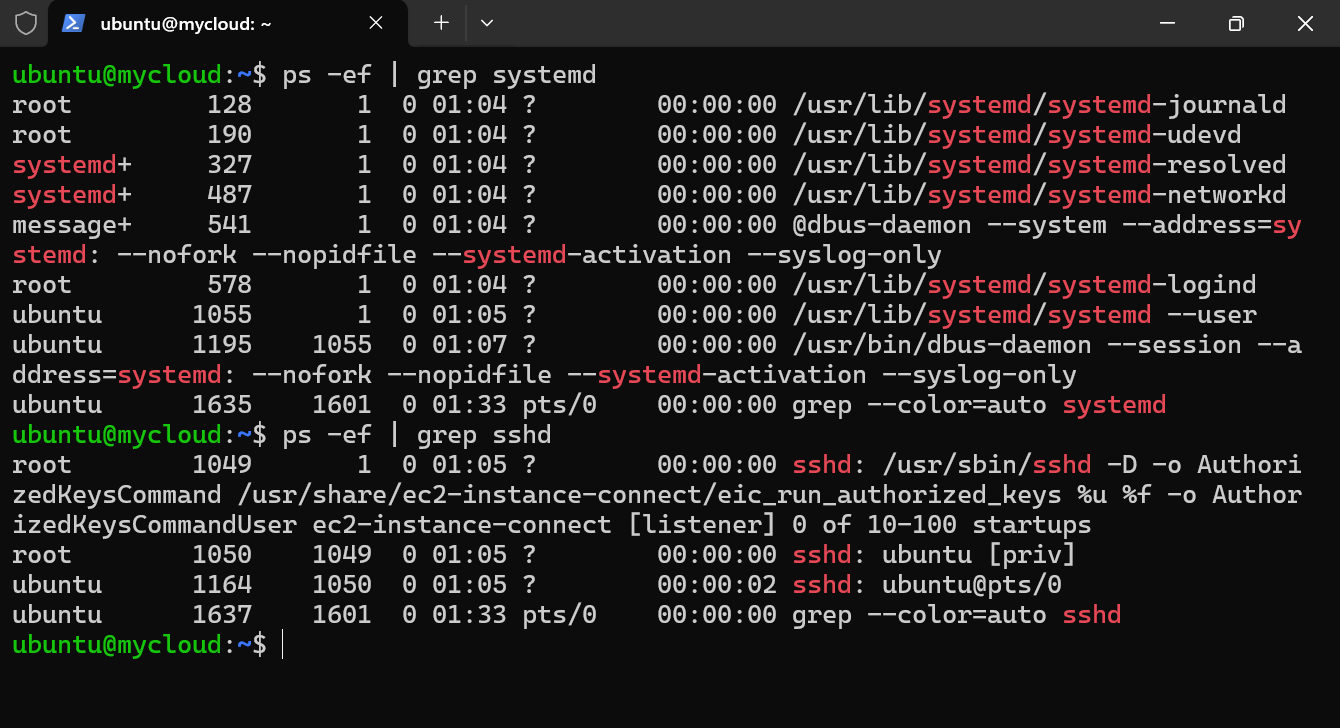 ubuntu@mycloud: ~
ubuntu@mycloud:~$ ps -ef | grep systemd
root         128       1  0 01:04 ?        00:00:00 /usr/lib/systemd/systemd-journald
root         190       1  0 01:04 ?        00:00:00 /usr/lib/systemd/systemd-udevd
systemd+     327       1  0 01:04 ?        00:00:00 /usr/lib/systemd/systemd-resolved
systemd+     487       1  0 01:04 ?        00:00:00 /usr/lib/systemd/systemd-networkd
message+     541       1  0 01:04 ?        00:00:00 @dbus-daemon --system --address=sy
stemd: --nofork --nopidfile --systemd-activation --syslog-only
root         578       1  0 01:04 ?        00:00:00 /usr/lib/systemd/systemd-logind
ubuntu      1055       1  0 01:05 ?        00:00:00 /usr/lib/systemd/systemd --user
ubuntu      1195    1055  0 01:07 ?        00:00:00 /usr/bin/dbus-daemon --session --a
ddress=systemd: --nofork --nopidfile --systemd-activation --syslog-only
ubuntu      1635    1601  0 01:33 pts/0    00:00:00 grep --color=auto systemd
ubuntu@mycloud:~$ ps -ef | grep sshd
root        1049       1  0 01:05 ?        00:00:00 sshd: /usr/sbin/sshd -D -o Authori
zedKeysCommand /usr/share/ec2-instance-connect/eic_run_authorized_keys %u %f -o Author
izedKeysCommandUser ec2-instance-connect [listener] 0 of 10-100 startups
root        1050    1049  0 01:05 ?        00:00:00 sshd: ubuntu [priv]
ubuntu      1164    1050  0 01:05 ?        00:00:02 sshd: ubuntu@pts/0
ubuntu      1637    1601  0 01:33 pts/0    00:00:00 grep --color=auto sshd
ubuntu@mycloud:~$